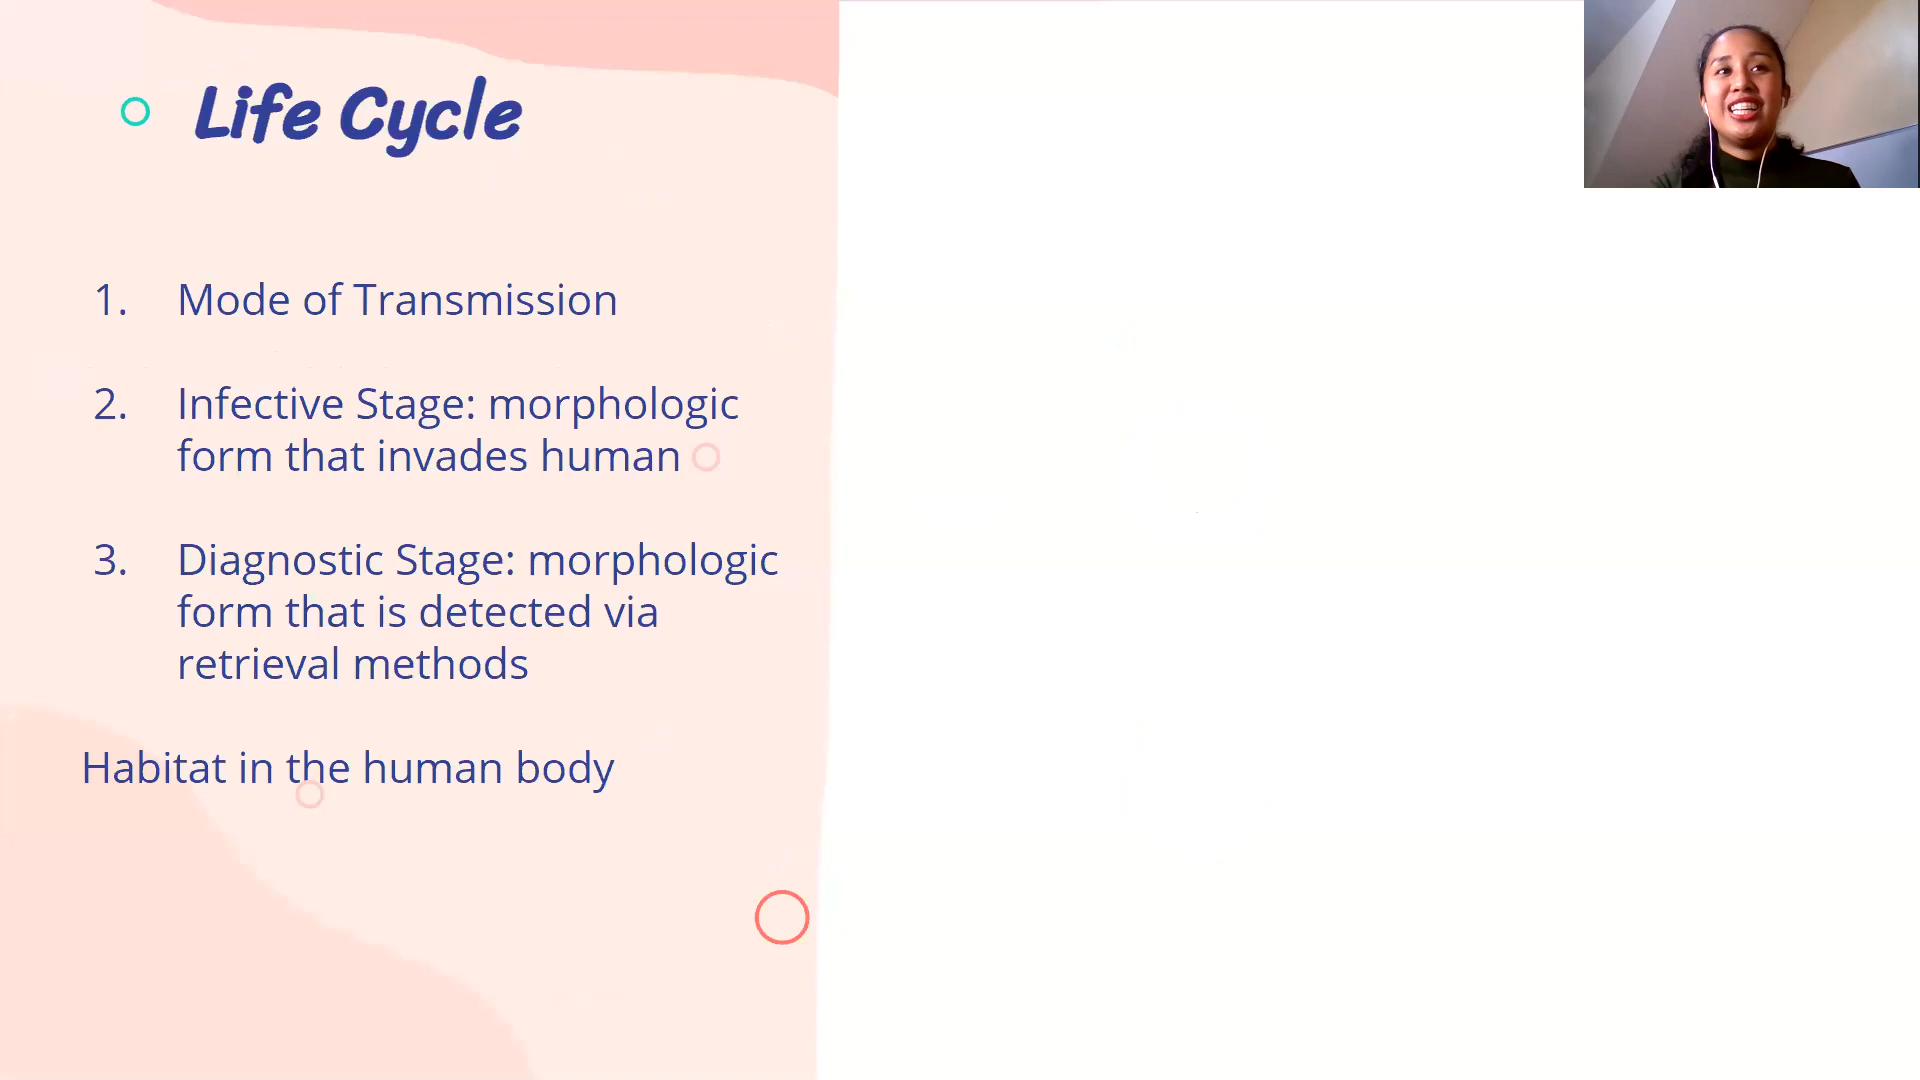 Life Cycle
1. Mode of Transmission
2. Infective Stage: morphologic
form that invades human
3. Diagnostic Stage: morphologic
form that is detected via
retrieval methods
Habitat in the human body